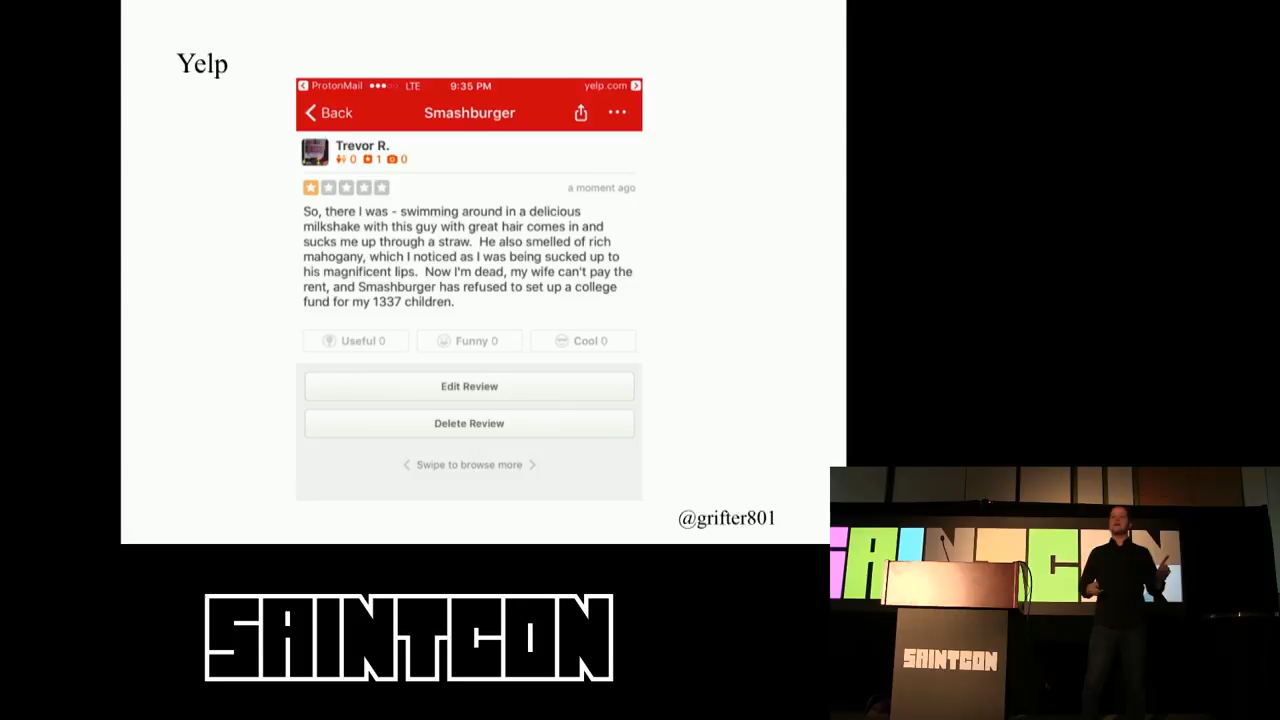 Yelp
ProtonMail LTE 9:35 PM yelp.com
Back Smashburger
Trevor R.
0 1 0
a moment ago
So, there I was - swimming around in a delicious
milkshake with this guy with great hair comes in and
sucks me up through a straw. He also smelled of rich
mahogany, which I noticed as I was being sucked up to
his magnificent lips. Now I'm dead, my wife can't pay the
rent, and Smashburger has refused to set up a college
fund for my 1337 children.
Useful 0 Funny 0 Cool 0
Edit Review
Delete Review
Swipe to browse more
@grifter801
SAINTCON
SAINTCON
SAINTCON